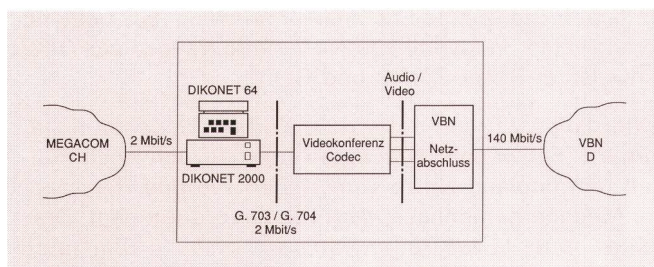 DIKONET 64
Audio /
Video
MEGACOM
CH
2 Mbit/s
DIKONET 2000
Videokonferenz
Codec
VBN
Netz-
abschluss
140 Mbit/s
VBN
D
G. 703 / G. 704
2 Mbit/s